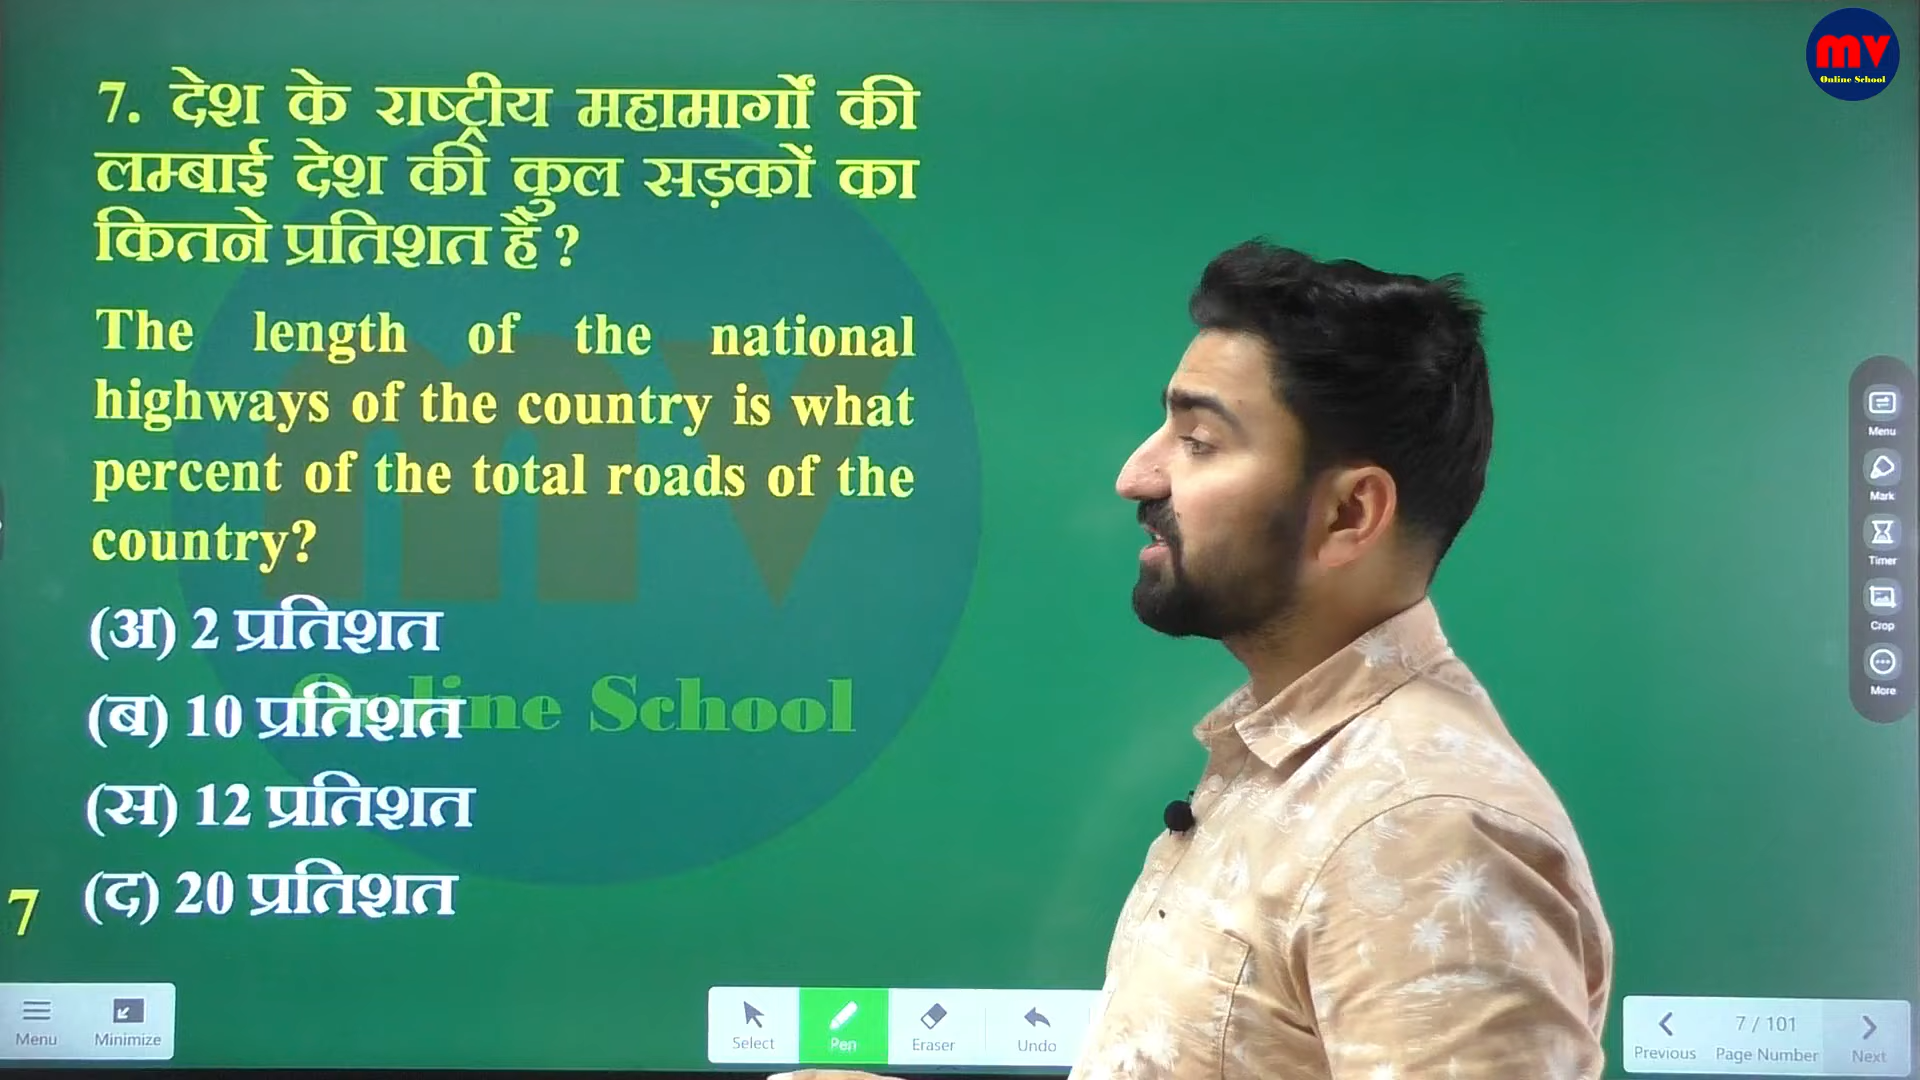 mv
Online School
7. देश के राष्ट्रीय महामार्गों की
लम्बाई देश की कुल सड़कों का
कितने प्रतिशत हैं ?
The length of the national
highways of the country is what
percent of the total roads of the
country?
(अ) 2 प्रतिशत
(ब) 10 प्रतिशत
(स) 12 प्रतिशत
(द) 20 प्रतिशत
7
mv
Online School
Menu
Mark
Timer
Crop
More
Menu
Minimize
Select
Pen
Eraser
Undo
Previous
7 / 101
Page Number
Next